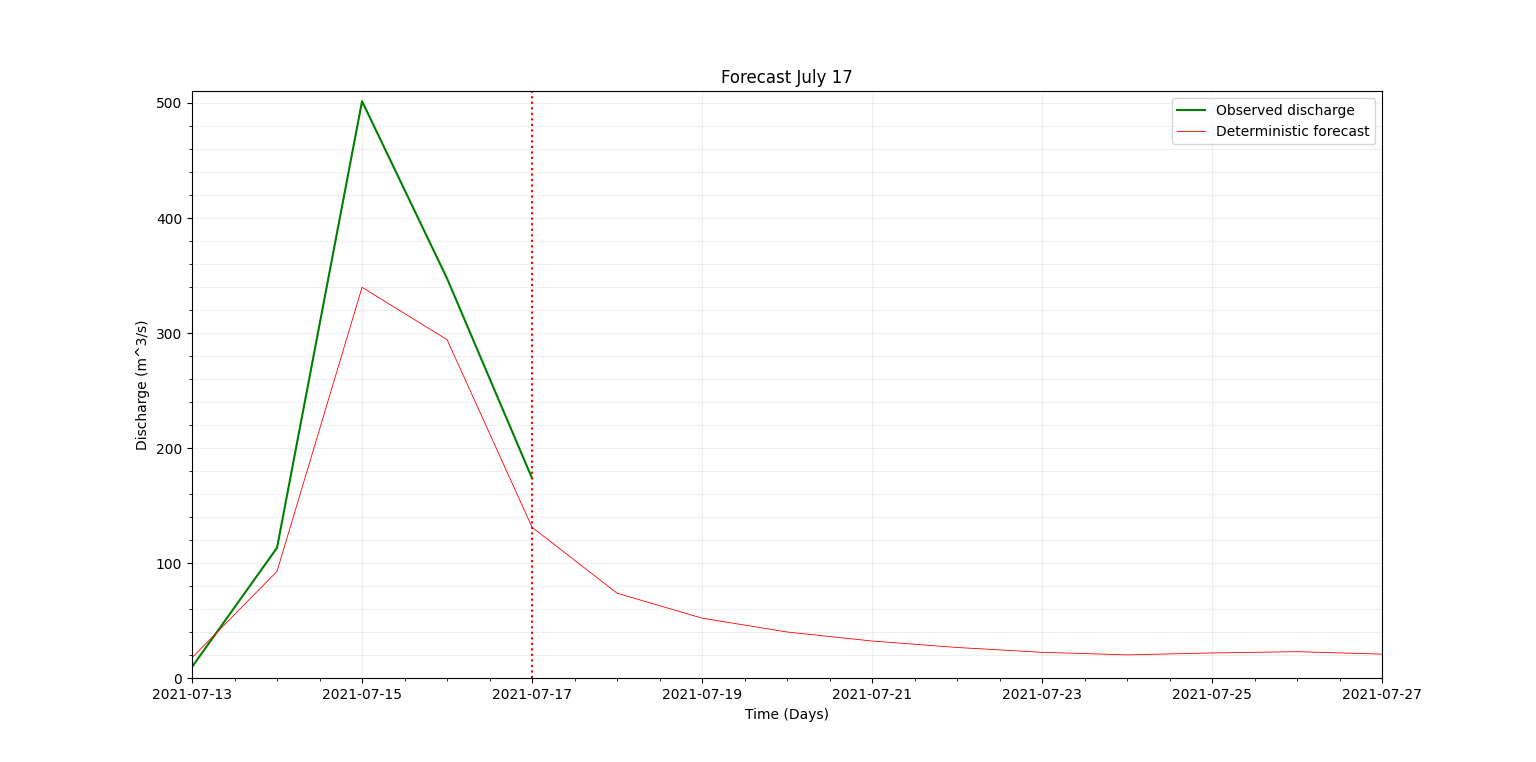 Forecast July 17
Observed discharge
Deterministic forecast
500
400
300
200
100
0
Discharge (m^3/s)
2021-07-13 2021-07-15 2021-07-17 2021-07-19 2021-07-21 2021-07-23 2021-07-25 2021-07-27
Time (Days)